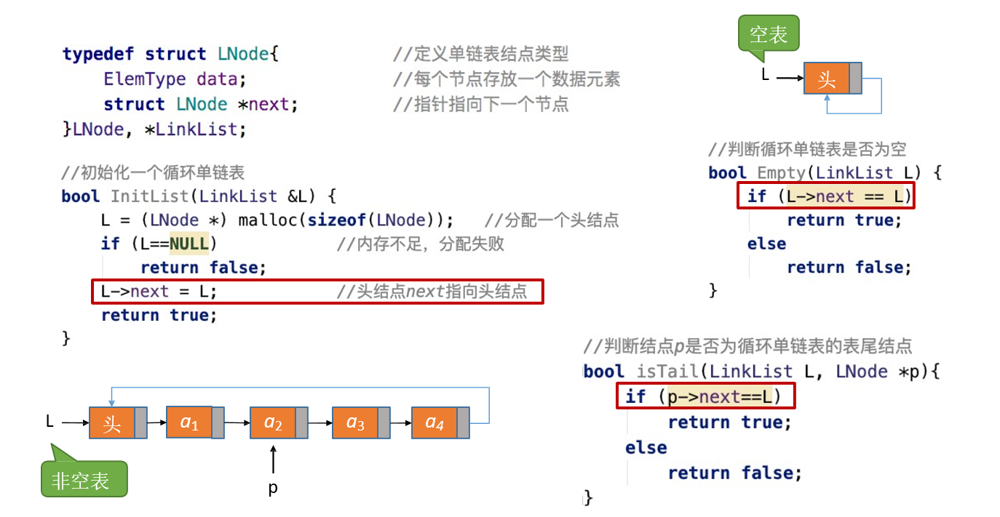 typedef struct LNode{ //定义单链表结点类型
ElemType data; //每个节点存放一个数据元素
struct LNode *next; //指针指向下一个节点
}LNode, *LinkList;
//初始化一个循环单链表
bool InitList(LinkList &L) {
L = (LNode *) malloc(sizeof(LNode)); //分配一个头结点
if (L==NULL) //内存不足，分配失败
return false;
L->next = L; //头结点next指向头结点
return true;
}
空表
L 头
//判断循环单链表是否为空
bool Empty(LinkList L) {
if (L->next == L)
return true;
else
return false;
}
//判断结点p是否为循环单链表的表尾结点
bool isTail(LinkList L, LNode *p){
if (p->next==L)
return true;
else
return false;
}
L 头 a1 a2 a3 a4
非空表
p